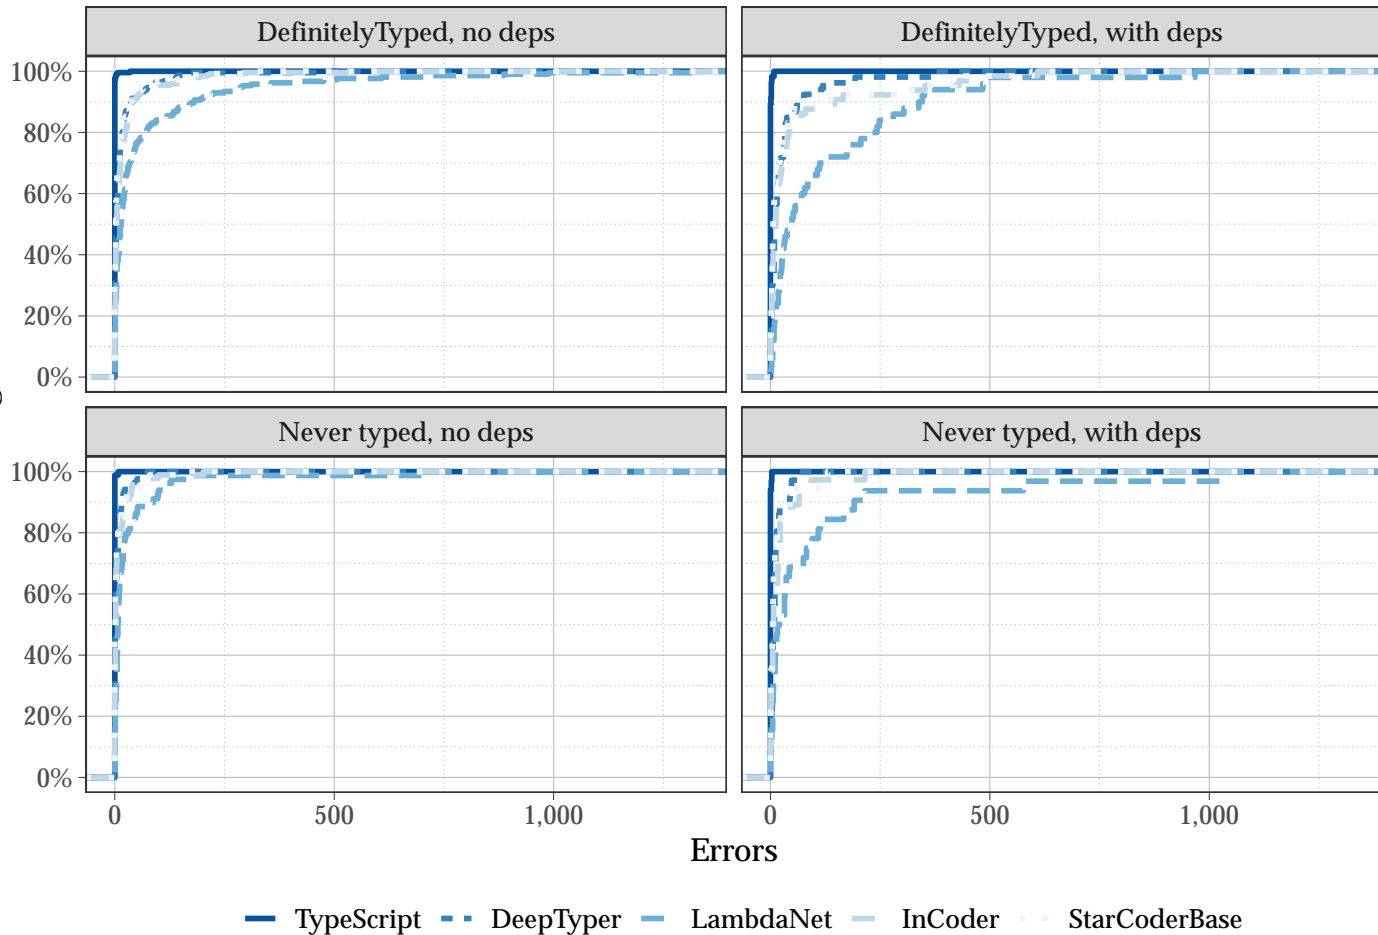 DefinitelyTyped, no deps
DefinitelyTyped, with deps
100%
80%
60%
40%
20%
0%
Never typed, no deps
Never typed, with deps
100%
80%
60%
40%
20%
0%
0 500 1,000 0 500 1,000
Errors
TypeScript DeepTyper LambdaNet InCoder StarCoderBase